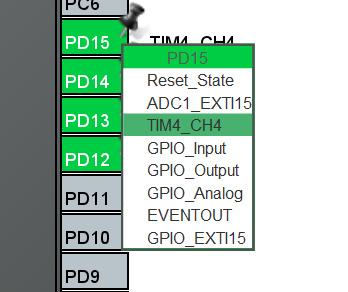 PC6
PD15
TIM4_CH4
PD15
PD14
Reset_State
ADC1_EXTI15
PD13
TIM4_CH4
GPIO_Input
PD12
GPIO_Output
PD11
GPIO_Analog
EVENTOUT
PD10
GPIO_EXTI15
PD9